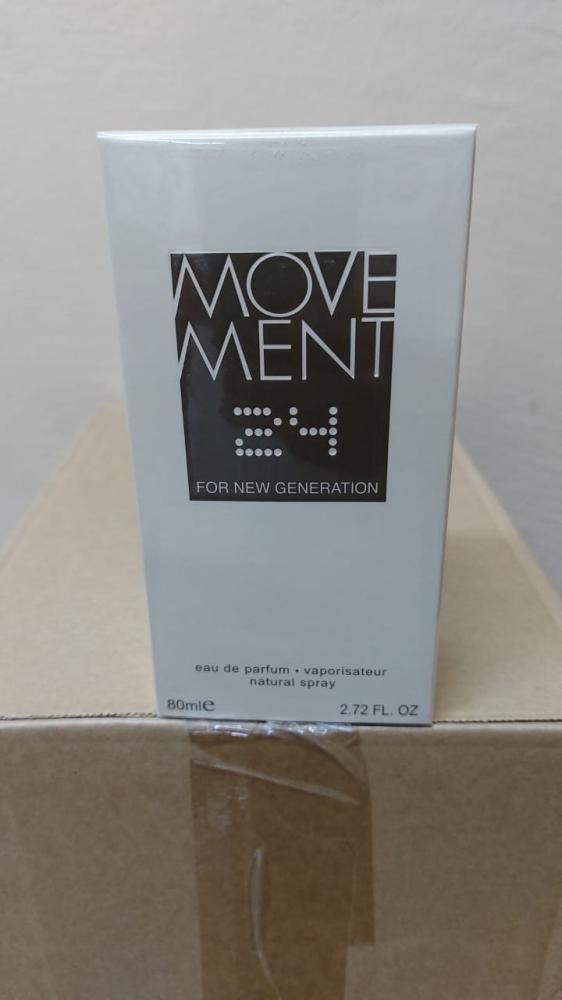 MOVE
MENT
24
FOR NEW GENERATION
eau de parfum • vaporisateur
natural spray
80ml℮ 2.72 FL. OZ